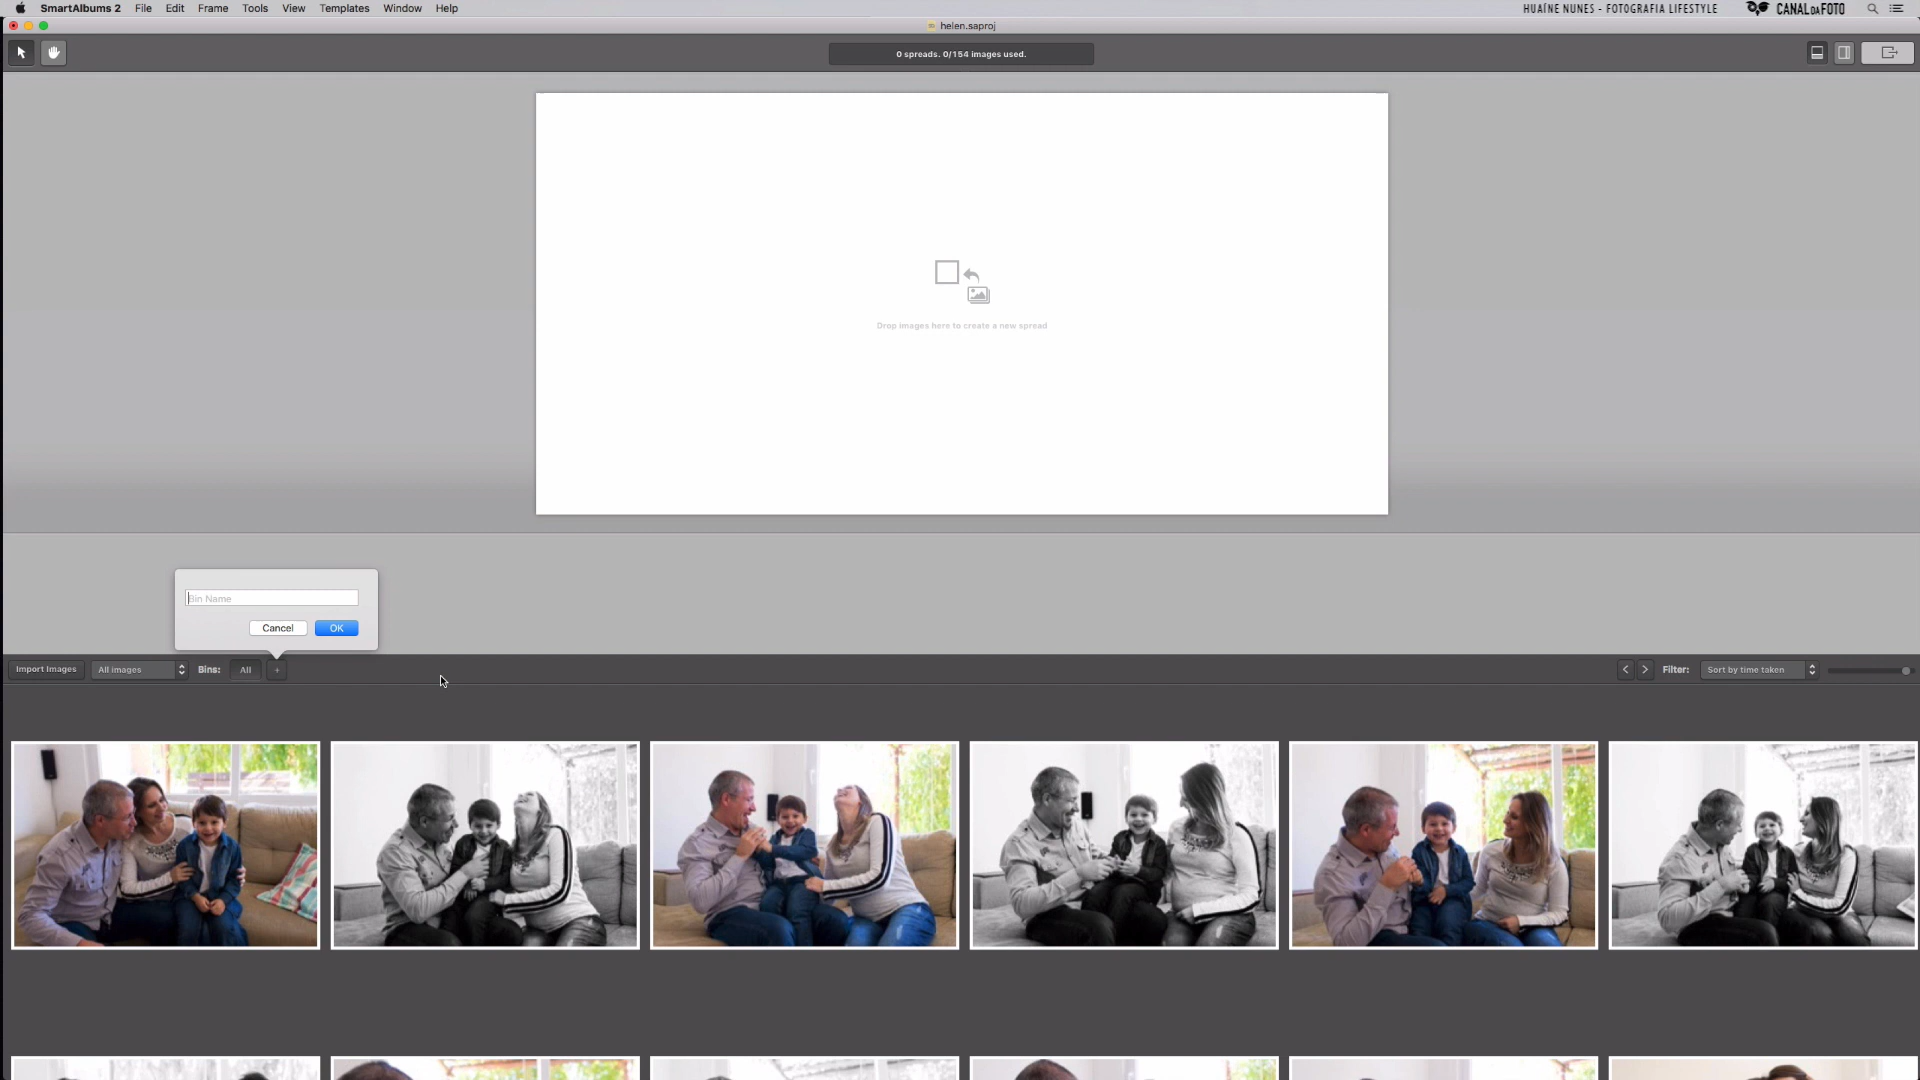 SmartAlbums 2 File Edit Frame Tools View Templates Window Help
HUAÍNE NUNES - FOTOGRAFIA LIFESTYLE
CANAL DA FOTO
helen.saproj
0 spreads. 0/154 images used.
Drop images here to create a new spread
Bin Name
Cancel OK
Import Images All images Bins: All + < > Filter: Sort by time taken